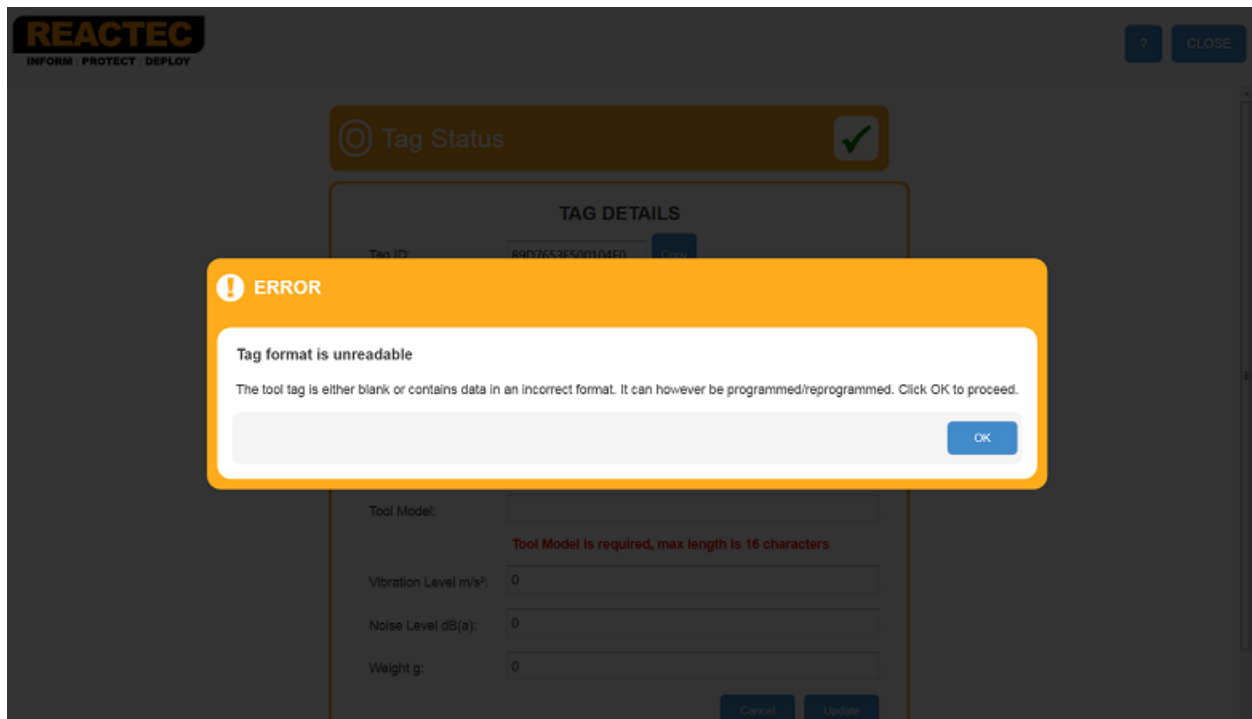 REACTEC
INFORM : PROTECT : DEPLOY
?
CLOSE
Tag Status
TAG DETAILS
Tag ID:
Copy
ERROR
Tag format is unreadable
The tool tag is either blank or contains data in an incorrect format. It can however be programmed/reprogrammed. Click OK to proceed.
OK
Tool Model:
Tool Model is required, max length is 16 characters
Vibration Level m/s²:
0
Noise Level dB(a):
0
Weight g:
0
Cancel
Update